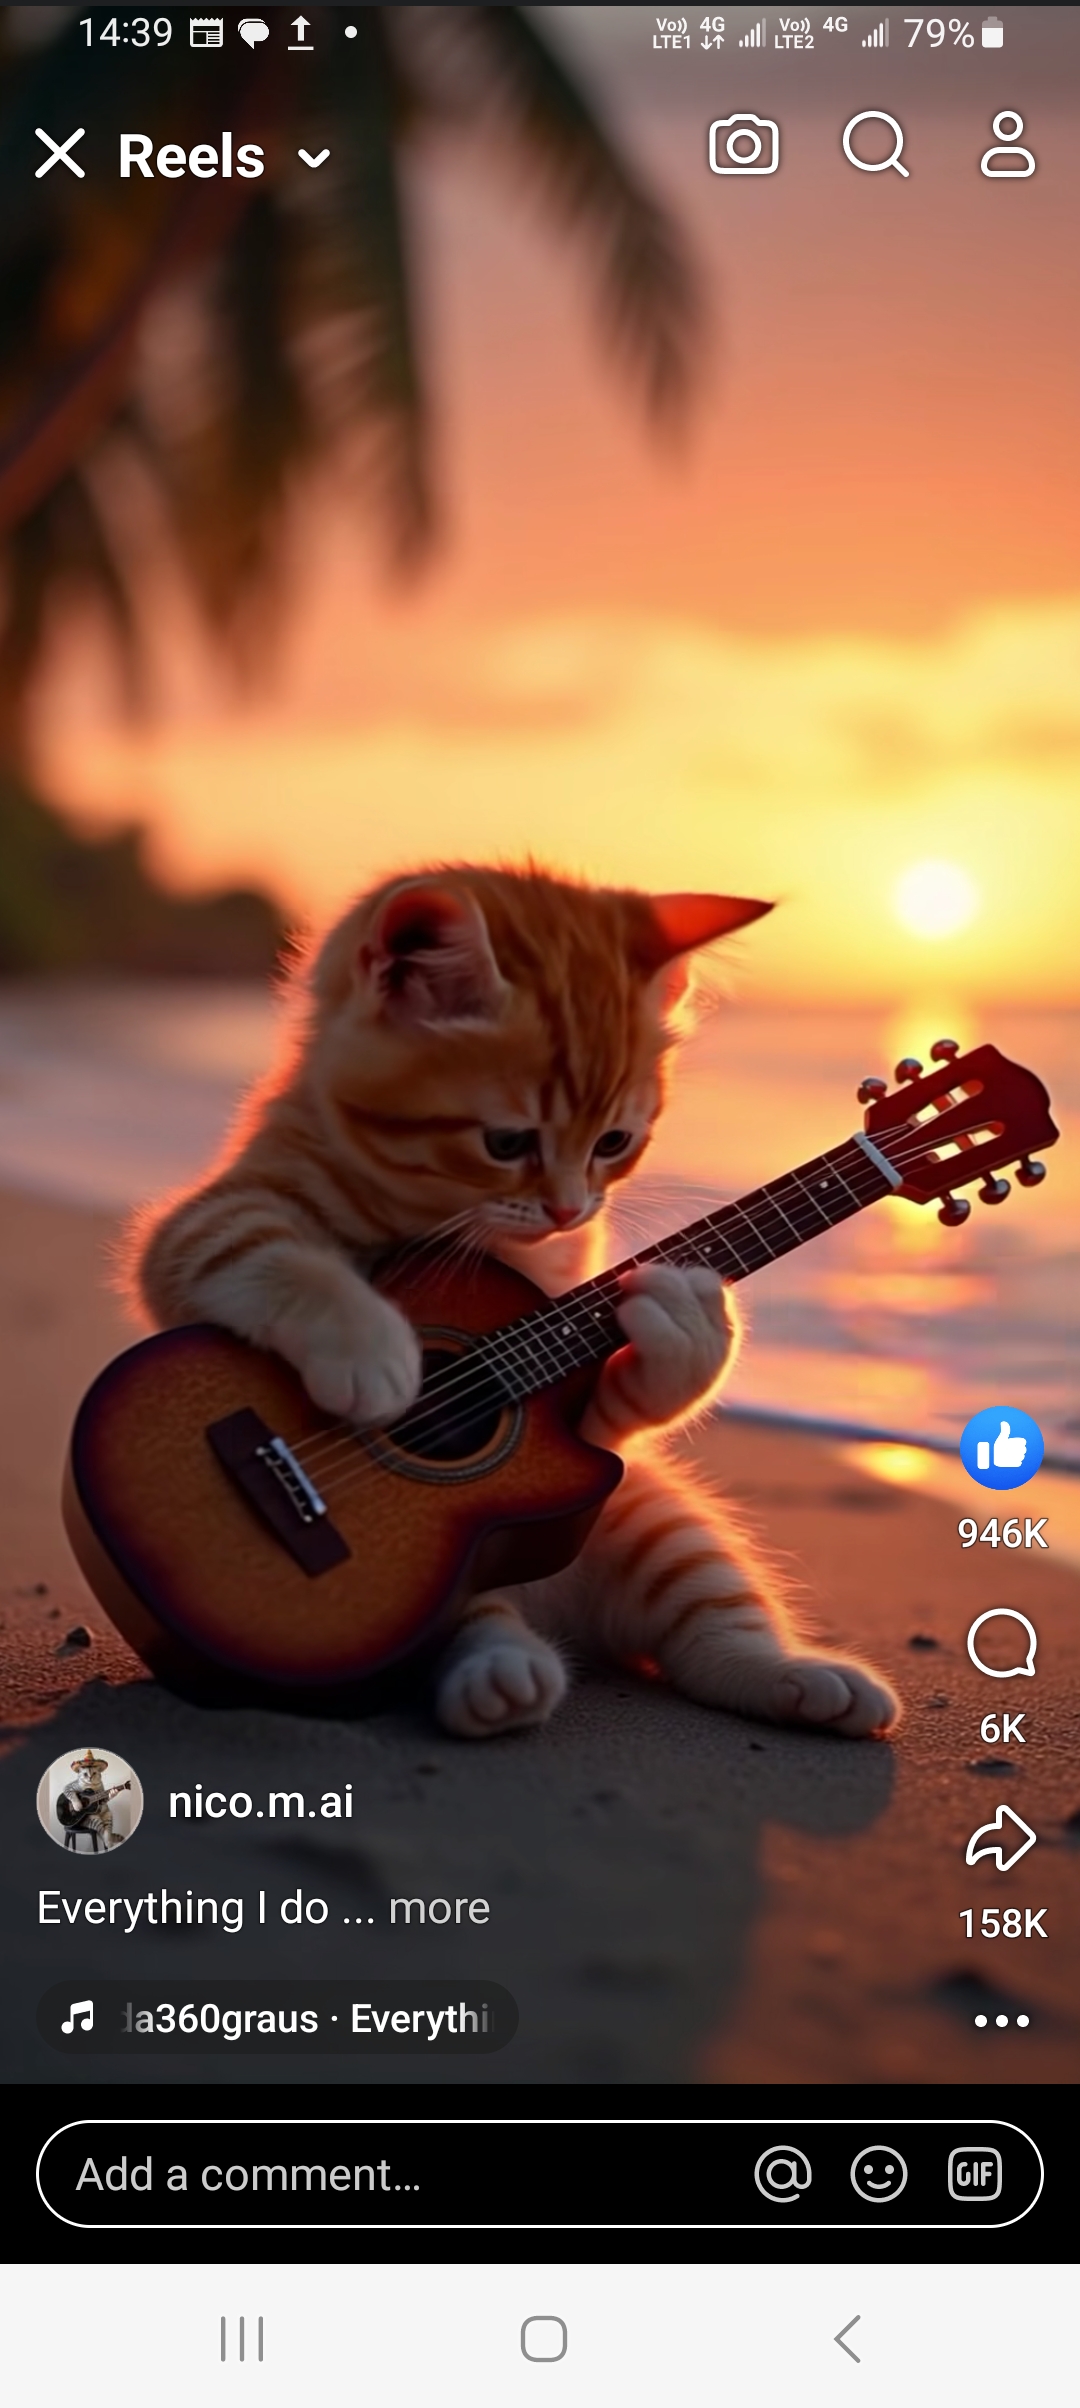 14:39
Vo)) 4G Vo)) 4G 79%
LTE1 LTE2
Reels
946K
6K
nico.m.ai
Everything I do ... more
158K
da360graus · Everythi
Add a comment...
GIF